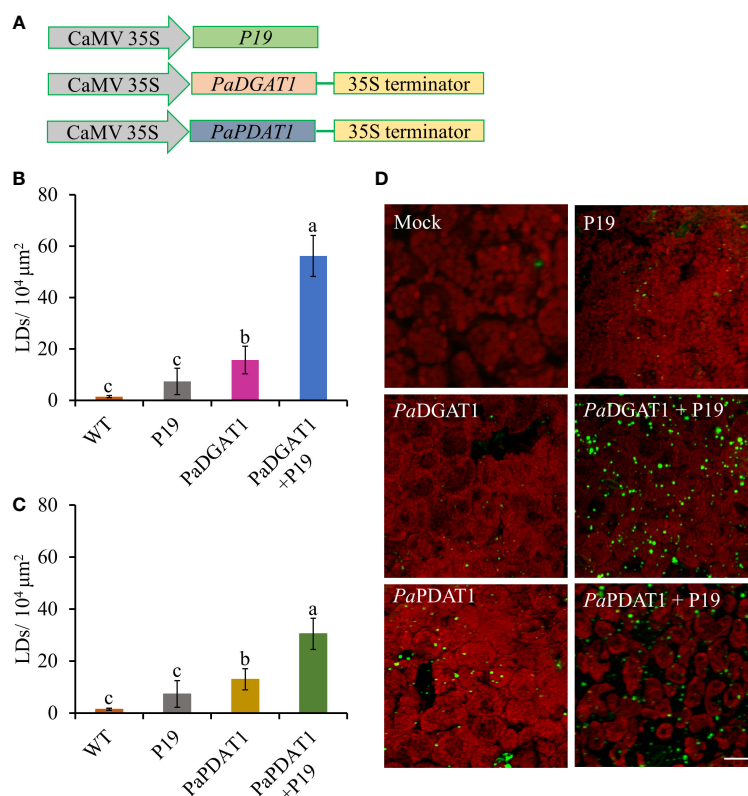 A
CaMV 35S P19
CaMV 35S PaDGAT1 35S terminator
CaMV 35S PaPDAT1 35S terminator
B
LDs/ 10⁴ µm²
80
60
40
20
0
c
c
b
a
WT
P19
PaDGAT1
PaDGAT1
+P19
C
LDs/ 10⁴ µm²
80
60
40
20
0
c
c
b
a
WT
P19
PaPDAT1
PaPDAT1
+P19
D
Mock
P19
PaDGAT1
PaDGAT1 + P19
PaPDAT1
PaPDAT1 + P19